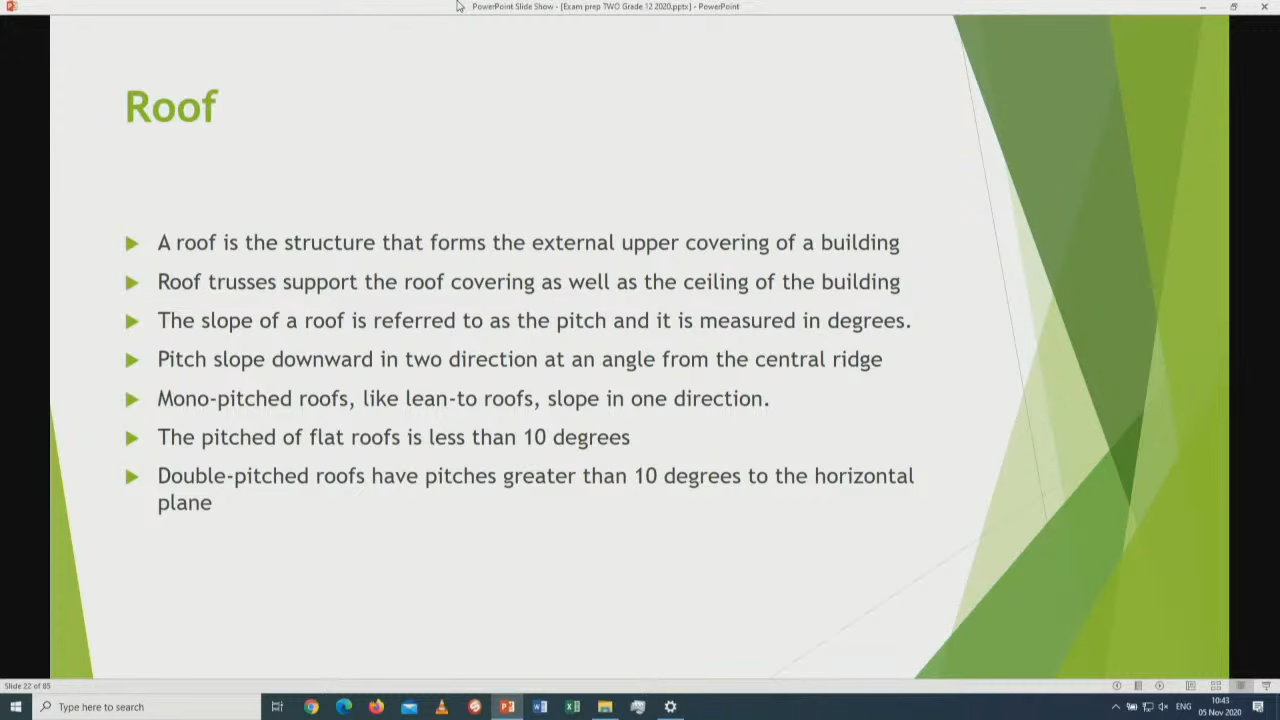 PowerPoint Slide Show - [Exam prep TWO Grade 12 2020.pptx] - PowerPoint
Roof
A roof is the structure that forms the external upper covering of a building
Roof trusses support the roof covering as well as the ceiling of the building
The slope of a roof is referred to as the pitch and it is measured in degrees.
Pitch slope downward in two direction at an angle from the central ridge
Mono-pitched roofs, like lean-to roofs, slope in one direction.
The pitched of flat roofs is less than 10 degrees
Double-pitched roofs have pitches greater than 10 degrees to the horizontal
plane
Slide 22 of 85
Type here to search
ENG
10:43
05 Nov 2020